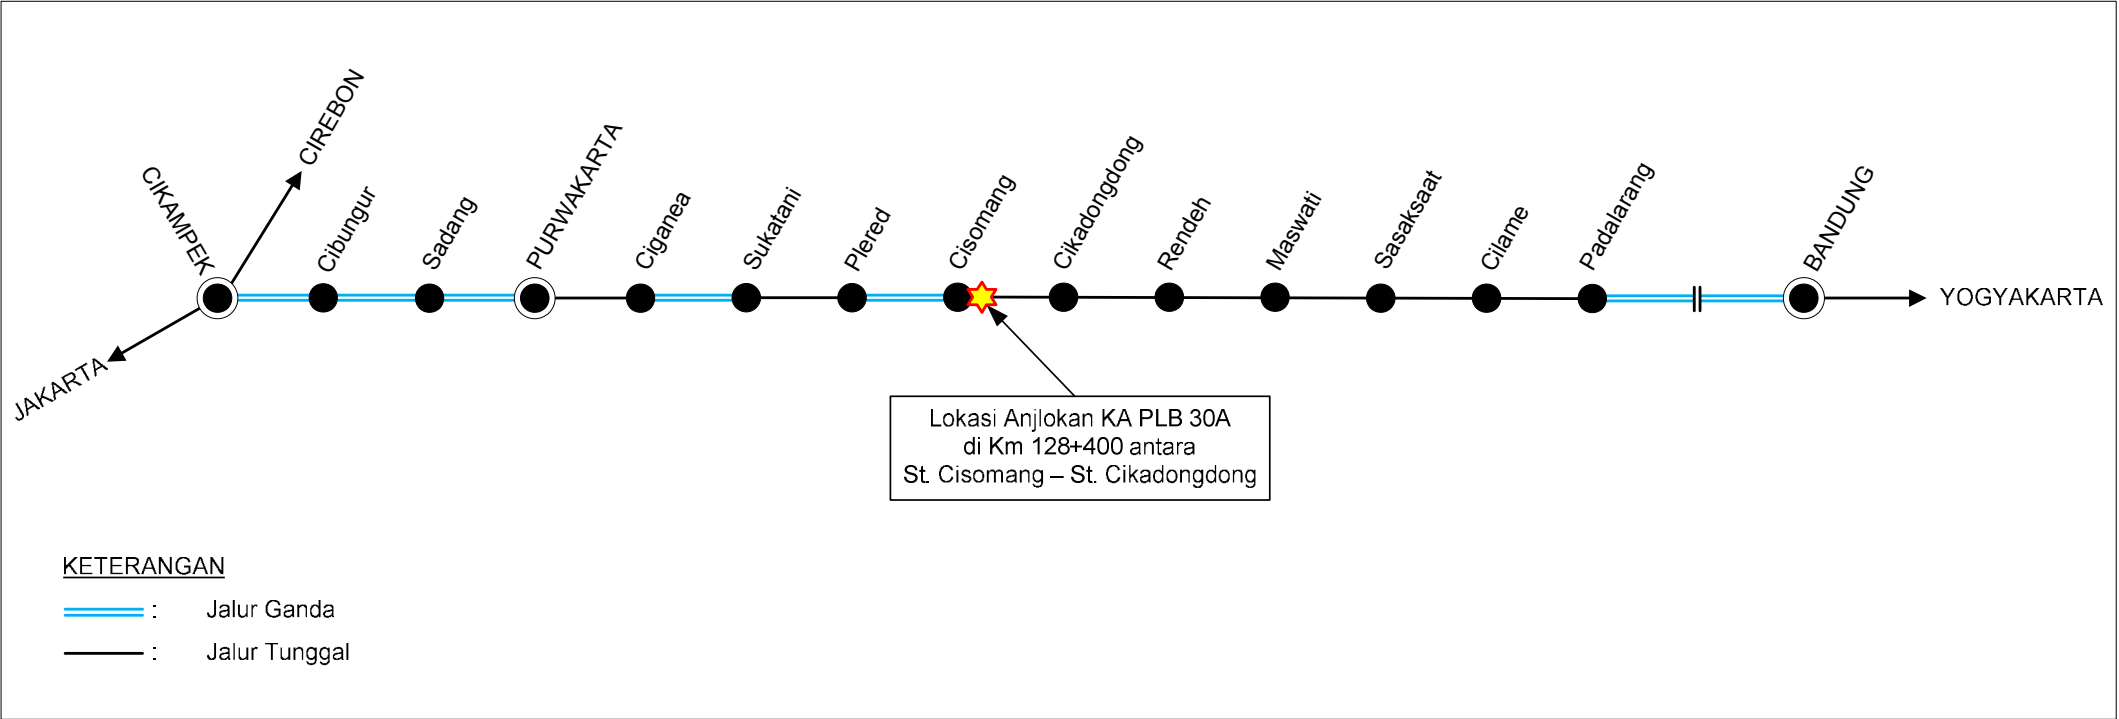 CIREBON
CIKAMPEK
Cibungur
Sadang
PURWAKARTA
Ciganea
Sukatani
Plered
Cisomang
Cikadongdong
Rendeh
Maswati
Sasaksaat
Cilame
Padalarang
BANDUNG
YOGYAKARTA
JAKARTA
Lokasi Anjlokan KA PLB 30A
di Km 128+400 antara
St. Cisomang – St. Cikadongdong
KETERANGAN
: Jalur Ganda
: Jalur Tunggal